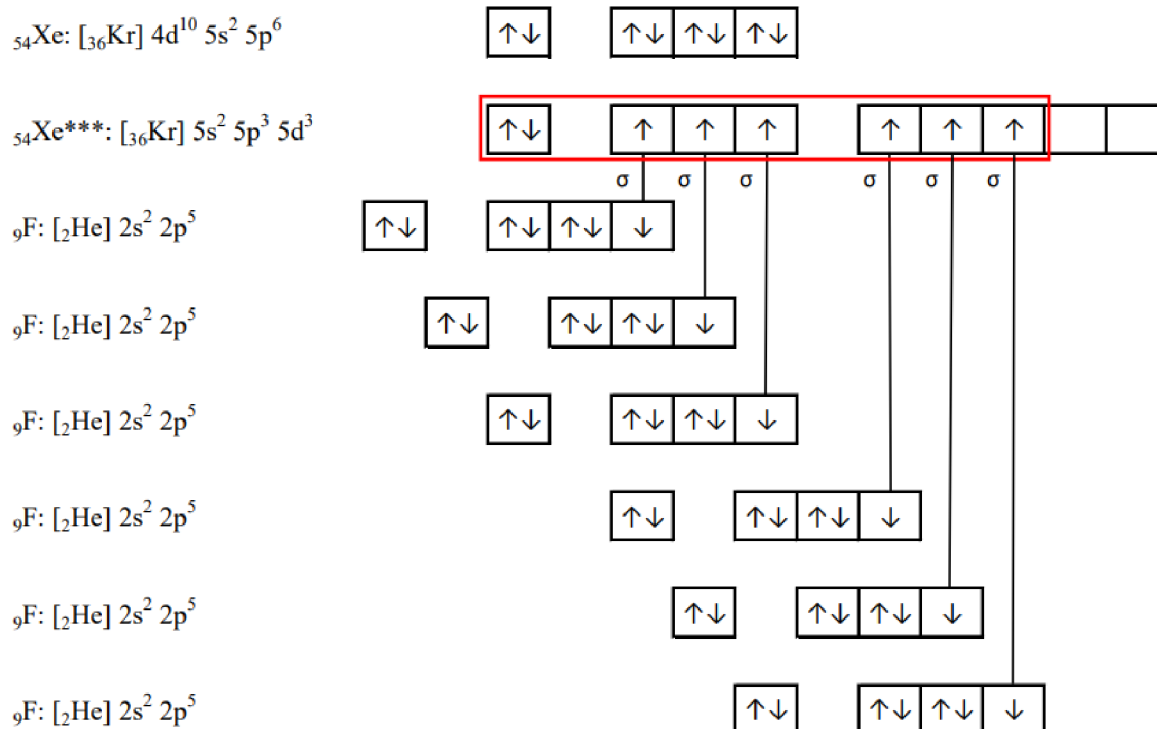 ₅₄Xe: [₃₆Kr] 4d¹⁰ 5s² 5p⁶ ↑↓ ↑↓ ↑↓ ↑↓
₅₄Xe***: [₃₆Kr] 5s² 5p³ 5d³ ↑↓ ↑ ↑ ↑ ↑ ↑ ↑
σ σ σ σ σ σ
₉F: [₂He] 2s² 2p⁵ ↑↓ ↑↓ ↑↓ ↓
₉F: [₂He] 2s² 2p⁵ ↑↓ ↑↓ ↑↓ ↓
₉F: [₂He] 2s² 2p⁵ ↑↓ ↑↓ ↑↓ ↓
₉F: [₂He] 2s² 2p⁵ ↑↓ ↑↓ ↑↓ ↓
₉F: [₂He] 2s² 2p⁵ ↑↓ ↑↓ ↑↓ ↓
₉F: [₂He] 2s² 2p⁵ ↑↓ ↑↓ ↑↓ ↓